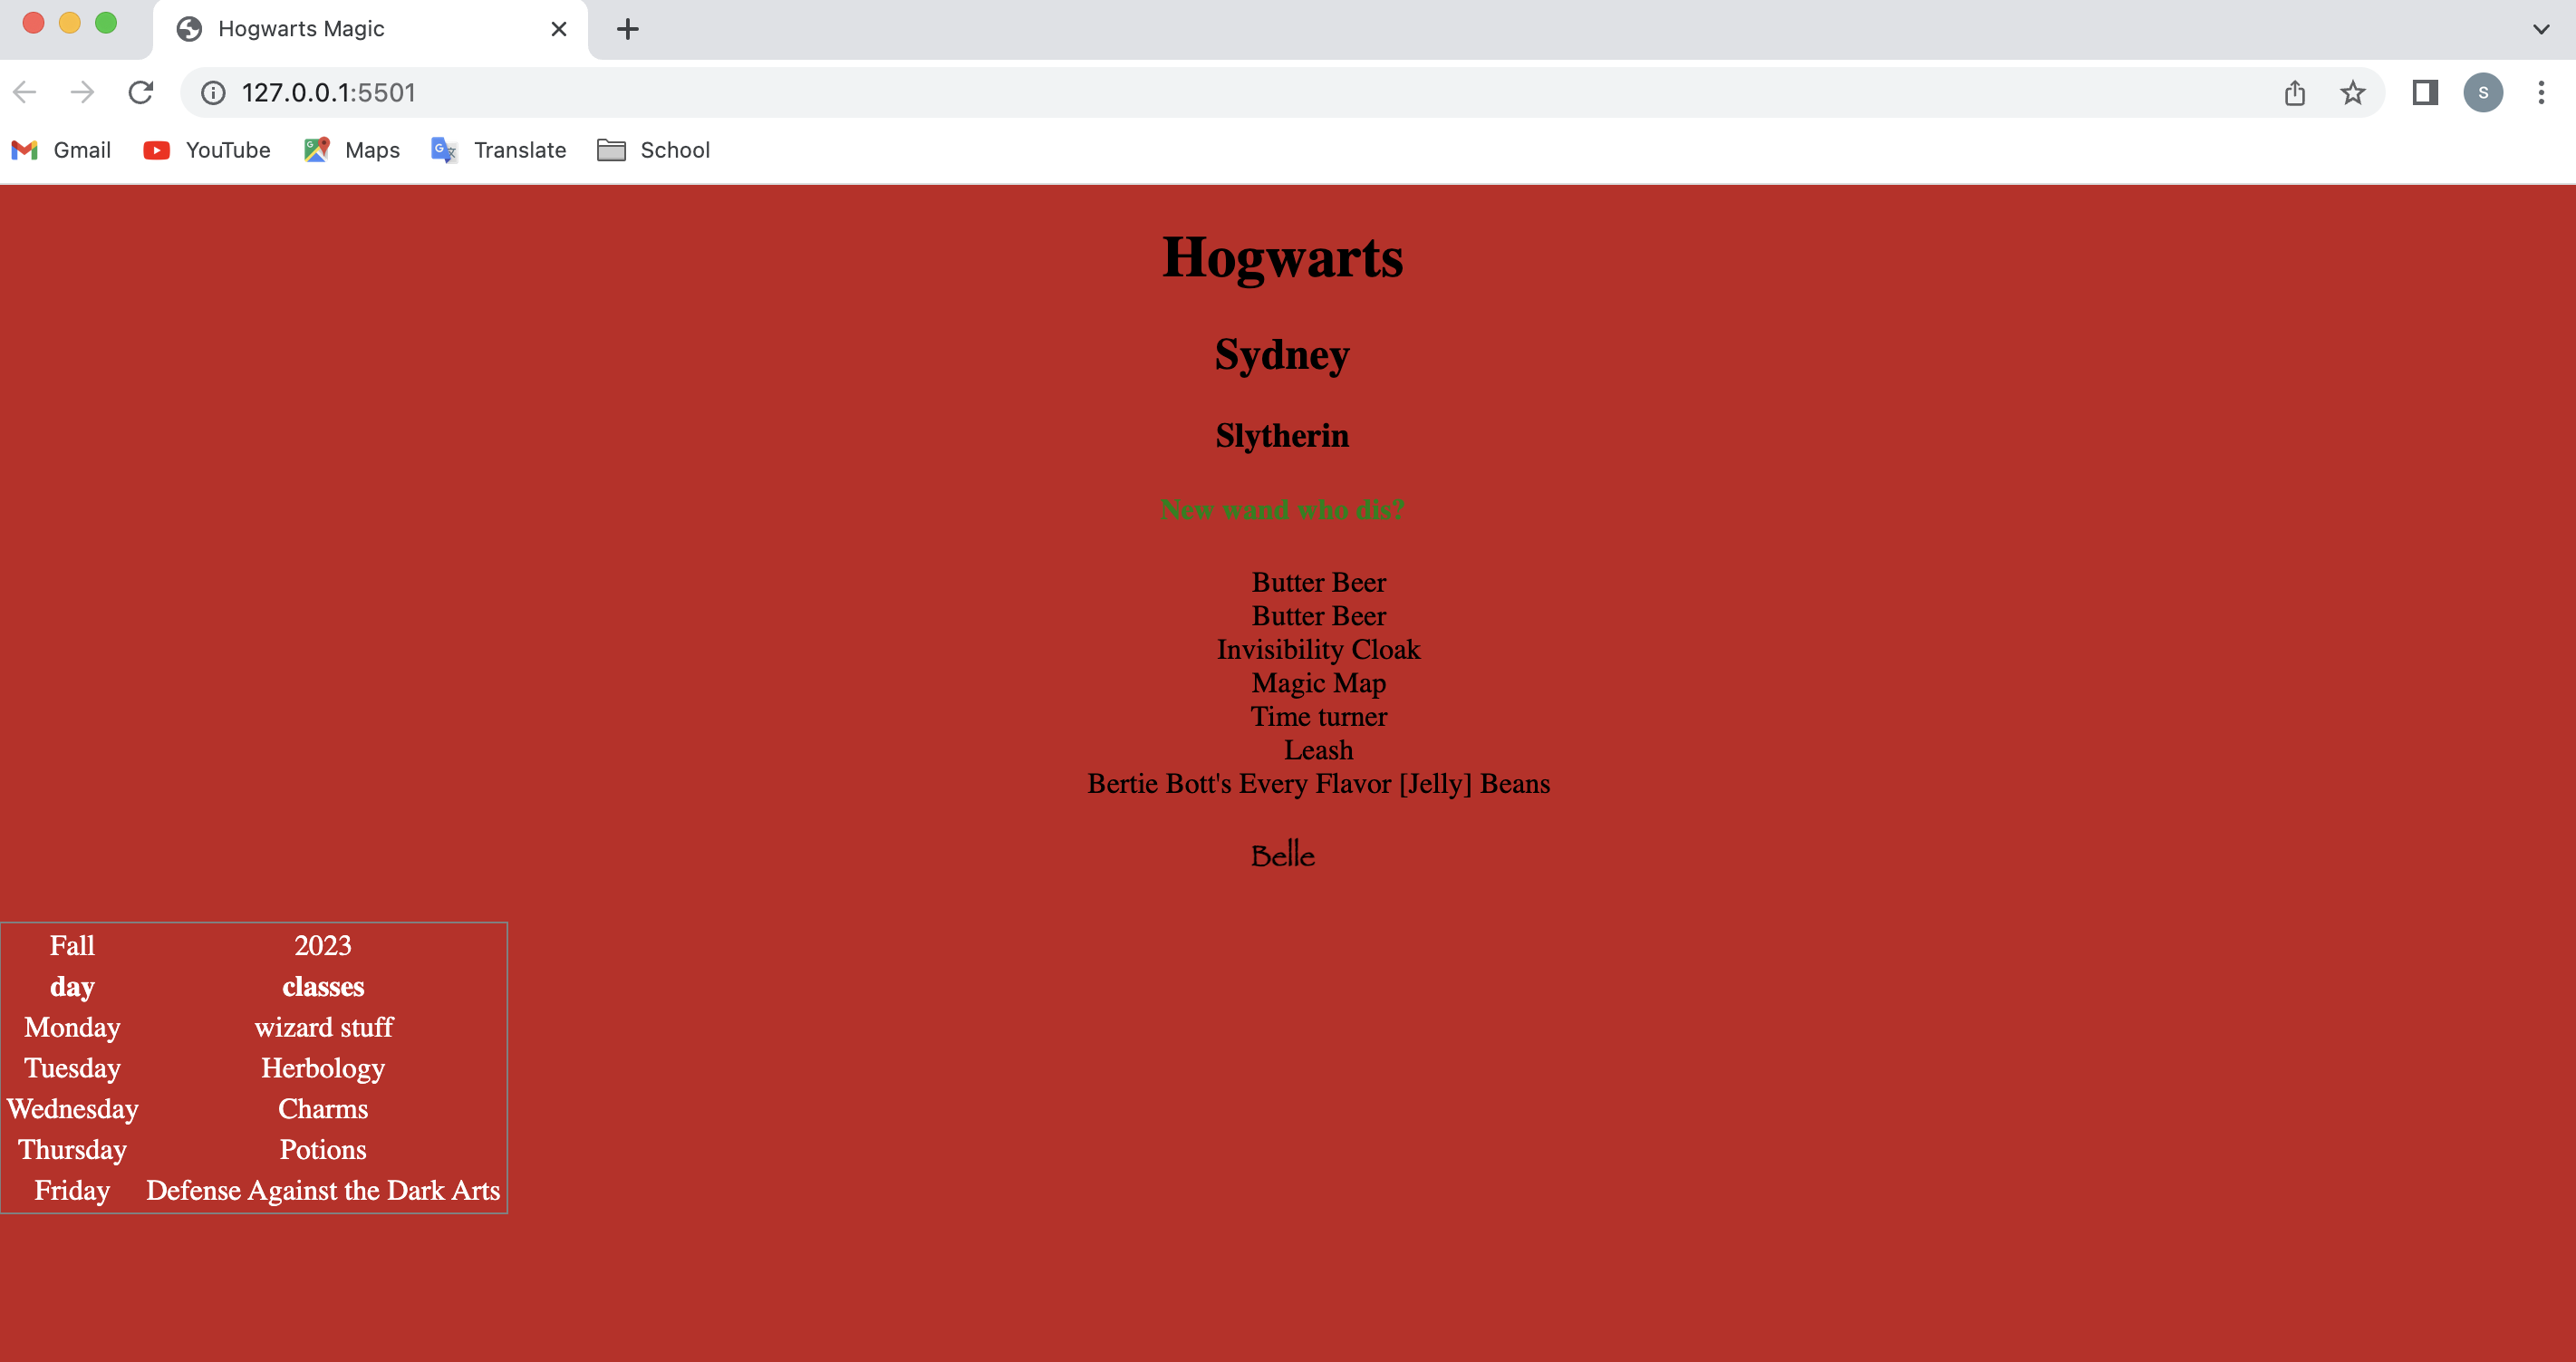 Hogwarts Magic
127.0.0.1:5501
S
Gmail YouTube Maps Translate School
Hogwarts
Sydney
Slytherin
New wand who dis?
Butter Beer
Butter Beer
Invisibility Cloak
Magic Map
Time turner
Leash
Bertie Bott's Every Flavor [Jelly] Beans
Belle
Fall 2023
day classes
Monday wizard stuff
Tuesday Herbology
Wednesday Charms
Thursday Potions
Friday Defense Against the Dark Arts